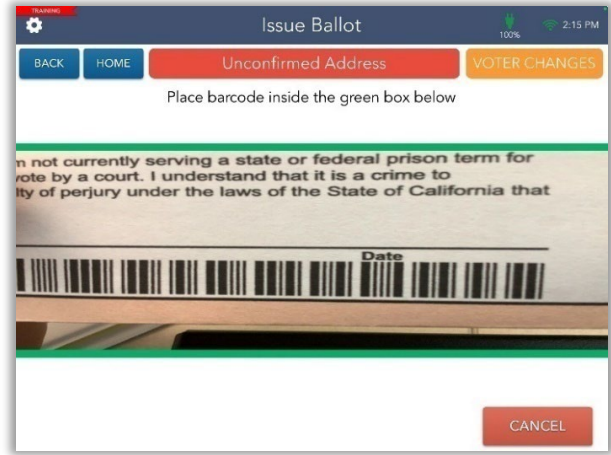 TRAINING
Issue Ballot
100%
2:15 PM
BACK
HOME
Unconfirmed Address
VOTER CHANGES
Place barcode inside the green box below
not currently serving a state or federal prison term for
vote by a court. I understand that it is a crime to
of perjury under the laws of the State of California that
Date
CANCEL